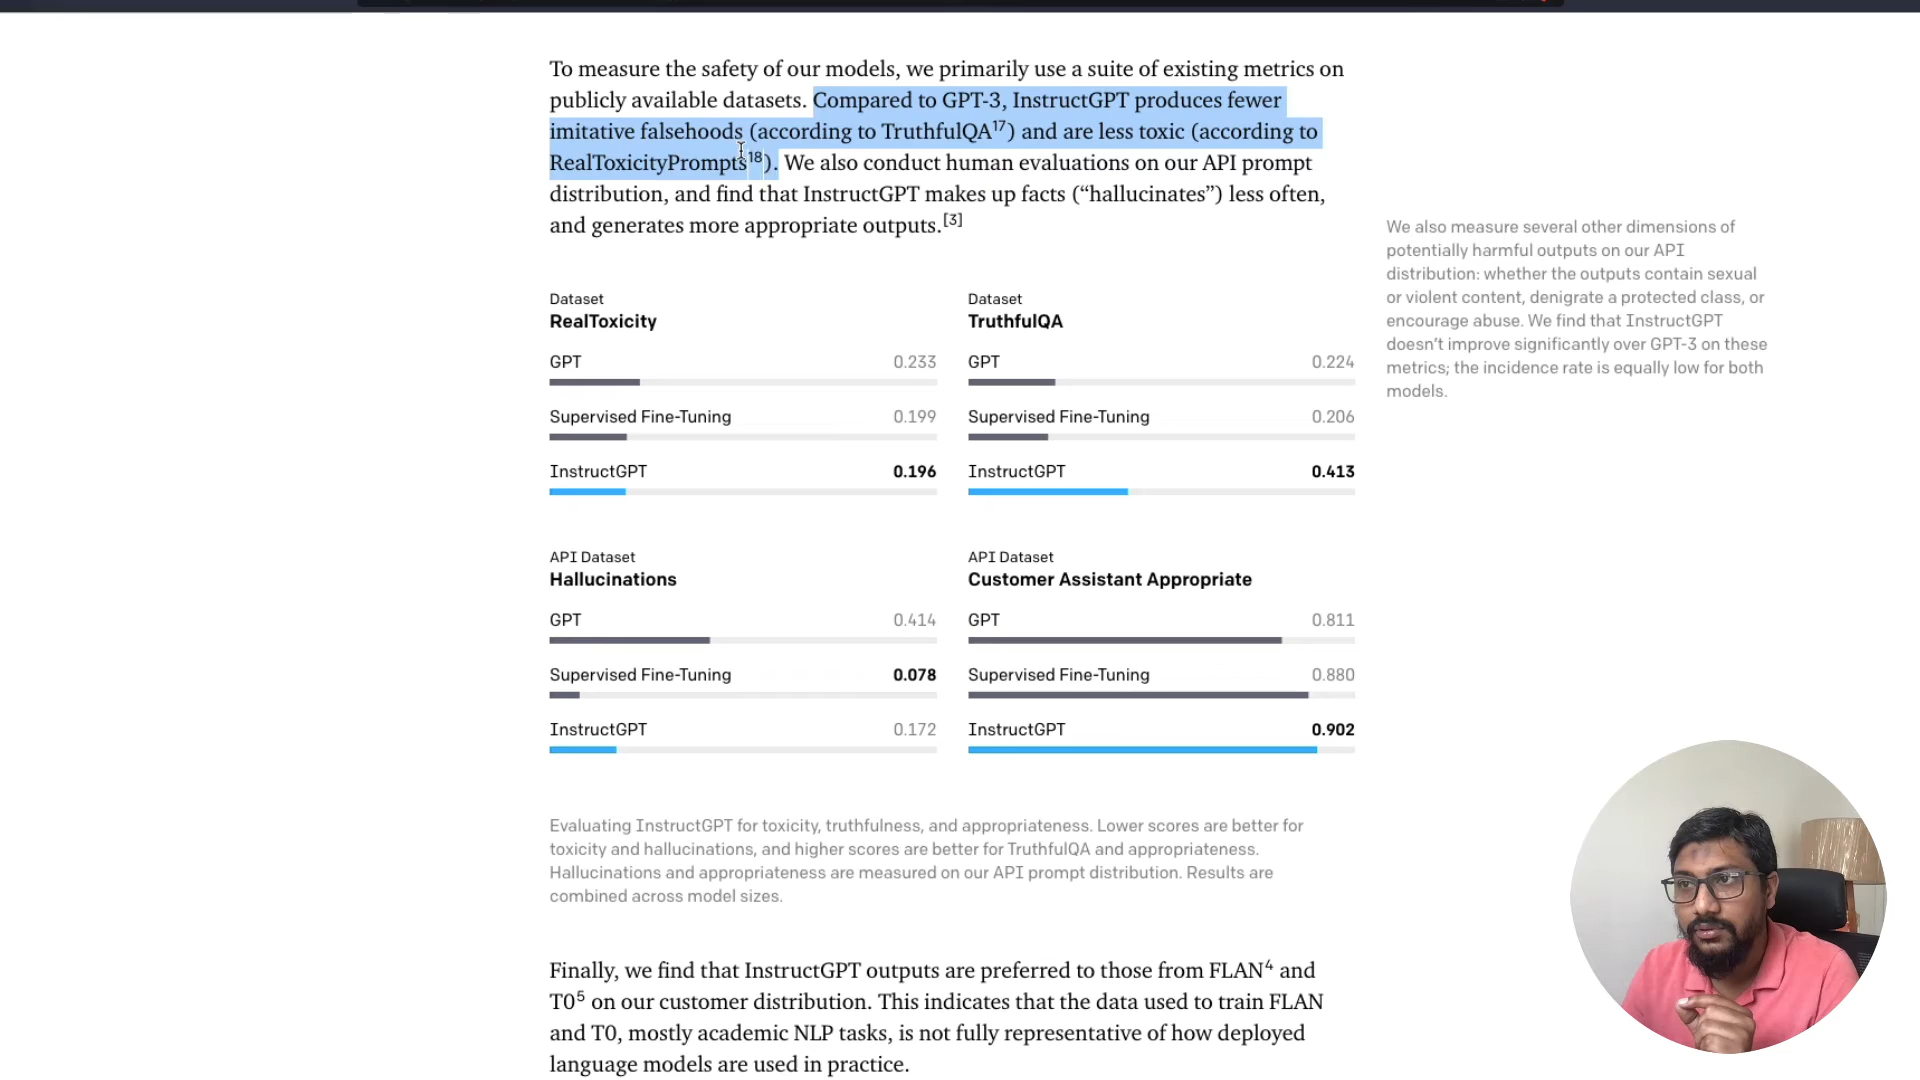 To measure the safety of our models, we primarily use a suite of existing metrics on
publicly available datasets. Compared to GPT-3, InstructGPT produces fewer
imitative falsehoods (according to TruthfulQA17) and are less toxic (according to
RealToxicityPrompts18). We also conduct human evaluations on our API prompt
distribution, and find that InstructGPT makes up facts (“hallucinates”) less often,
and generates more appropriate outputs.[3]
We also measure several other dimensions of
potentially harmful outputs on our API
distribution: whether the outputs contain sexual
or violent content, denigrate a protected class, or
encourage abuse. We find that InstructGPT
doesn’t improve significantly over GPT-3 on these
metrics; the incidence rate is equally low for both
models.
Dataset
RealToxicity
GPT 0.233
Supervised Fine-Tuning 0.199
InstructGPT 0.196
Dataset
TruthfulQA
GPT 0.224
Supervised Fine-Tuning 0.206
InstructGPT 0.413
API Dataset
Hallucinations
GPT 0.414
Supervised Fine-Tuning 0.078
InstructGPT 0.172
API Dataset
Customer Assistant Appropriate
GPT 0.811
Supervised Fine-Tuning 0.880
InstructGPT 0.902
Evaluating InstructGPT for toxicity, truthfulness, and appropriateness. Lower scores are better for
toxicity and hallucinations, and higher scores are better for TruthfulQA and appropriateness.
Hallucinations and appropriateness are measured on our API prompt distribution. Results are
combined across model sizes.
Finally, we find that InstructGPT outputs are preferred to those from FLAN4 and
T05 on our customer distribution. This indicates that the data used to train FLAN
and T0, mostly academic NLP tasks, is not fully representative of how deployed
language models are used in practice.